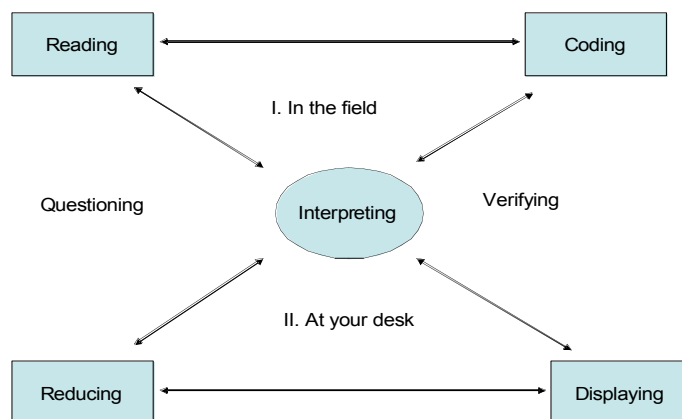 Reading
Coding
I. In the field
Questioning
Interpreting
Verifying
II. At your desk
Reducing
Displaying